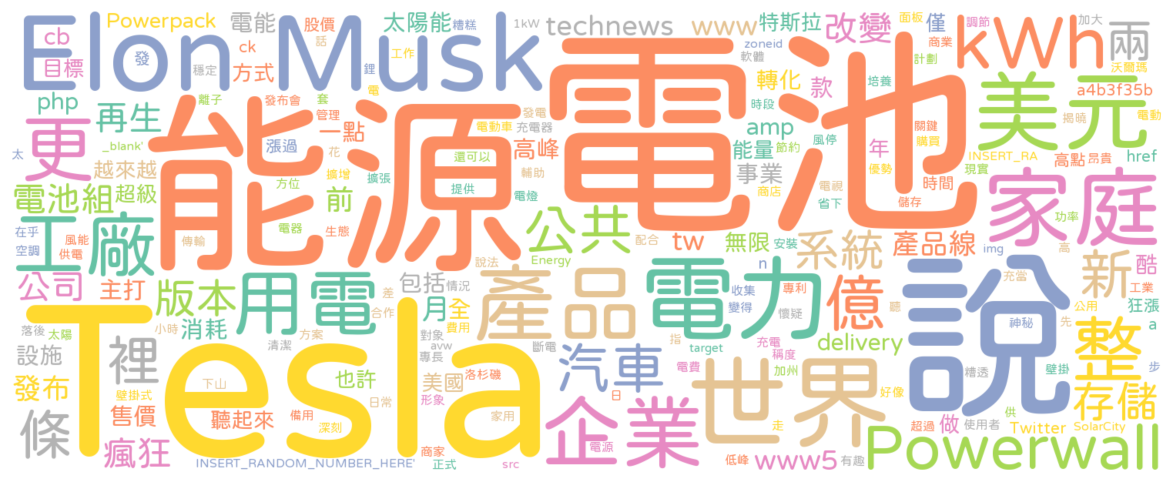 Powerpack
電能
股價
太陽能
糟糕
1kW
technews
www
特斯拉
改變
面板
僅
調節
kWh
加大
兩
cb
目標
發
話
ck
方式
穩定
Elon Musk
工作
鋰
zoneid
軟體
商業
計劃
沃爾瑪
php
離子
發布會
套
電
轉化
款
培養
a4b3f35b
更
再生
漲過
管理
一點
電動車
發電
充電器
高峰
能源
電池
amp
時段
節約
風停
關鍵
購買
美元
揭曉
電動
_blank'
太
越來越
花
還可以
能量
年
優勢
INSERT_RA
高點
昂貴
href
電池組
超級
方位
擴增
擴張
提供
輔助
電燈
事業
商店
電視
省下
時間
儲存
現實
家庭
前
工廠
在乎
空調
風能
供電
傳輸
電器
生態
公共
配合
tw
無限
安裝
系統
產品線
img
功率
高
Energy
說法
公司
主打
版本
用電
包括
情況
月
全
差
合作
費用
產品
電力
n
收集
變得
專利
懷疑
億
聽
說
充當
神秘
新
酷
工業
公用
狂漲
先
a
落後
太陽
小時
消耗
方案
清潔
對象
avw
專長
斷電
指
target
充電
稱度
delivery
整
設施
裡
Tesla
下山
也許
美國
洛杉磯
形象
汽車
電費
加州
糟透
壁掛
步
發布
壁掛式
日常
家用
日
世界
好像
存儲
條
售價
聽起來
備用
深刻
企業
走
超過
做
供
使用者
Twitter
SolarCity
瘋狂
INSERT_RANDOM_NUMBER_HERE'
商家
正式
電源
src
低峰
www5
有趣
Powerwall